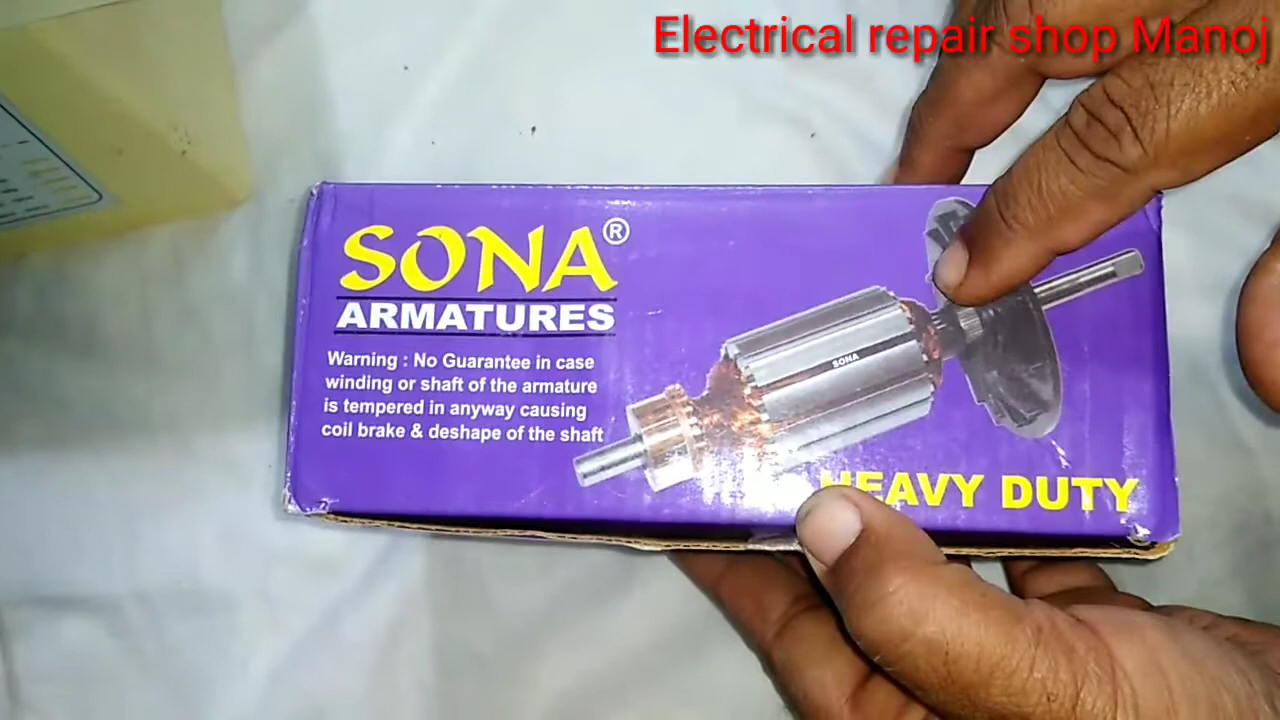 Electrical repair shop Manoj
SONA®
ARMATURES
Warning : No Guarantee in case
winding or shaft of the armature
is tempered in anyway causing
coil brake & deshape of the shaft
SONA
HEAVY DUTY